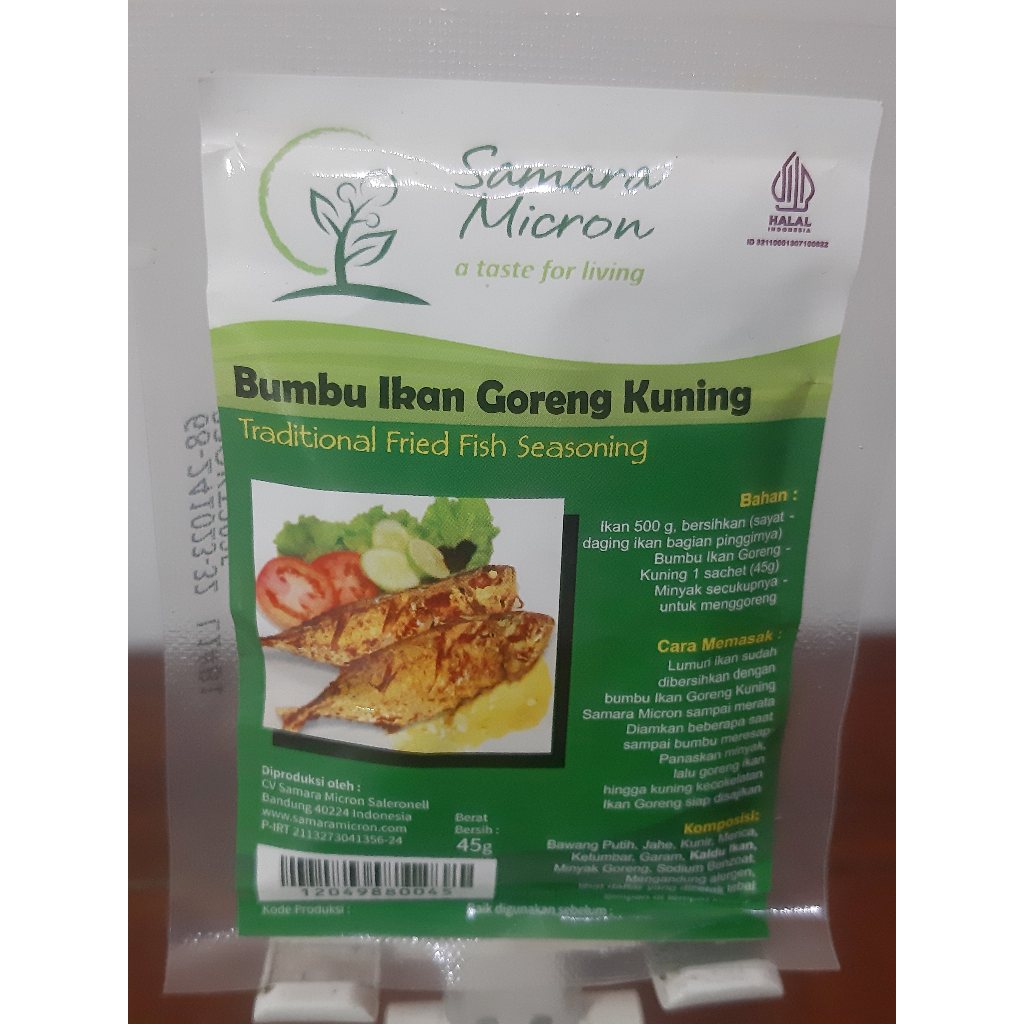 Samara
Micron
a taste for living
HALAL
INDONESIA
Bumbu Ikan Goreng Kuning
Traditional Fried Fish Seasoning
Bahan :
Ikan 500 g, bersihkan (sayat -
daging ikan bagian pinggirnya)
Bumbu Ikan Goreng -
Kuning 1 sachet (45g)
Minyak secukupnya -
untuk menggoreng
Cara Memasak :
Lumuri ikan sudah
dibersihkan dengan
bumbu Ikan Goreng Kuning
Samara Micron sampai merata
Diamkan beberapa saat
sampai bumbu meresap
Panaskan minyak,
lalu goreng ikan
hingga kuning kecokelatan
Ikan Goreng siap disajikan
Komposisi:
Bawang Putih, Jahe, Kunir, Merica,
Ketumbar, Garam, Kaldu Ikan,
Minyak Goreng, Sodium Benzoat,
Mengandung alergen,
Diproduksi oleh :
CV Samara Micron Saleronell
Bandung 40224 Indonesia
www.samaramicron.com
P-IRT 2113273041356-24
Berat
Bersih :
45g
12049880045
Kode Produksi :
Baik digunakan sebelum :